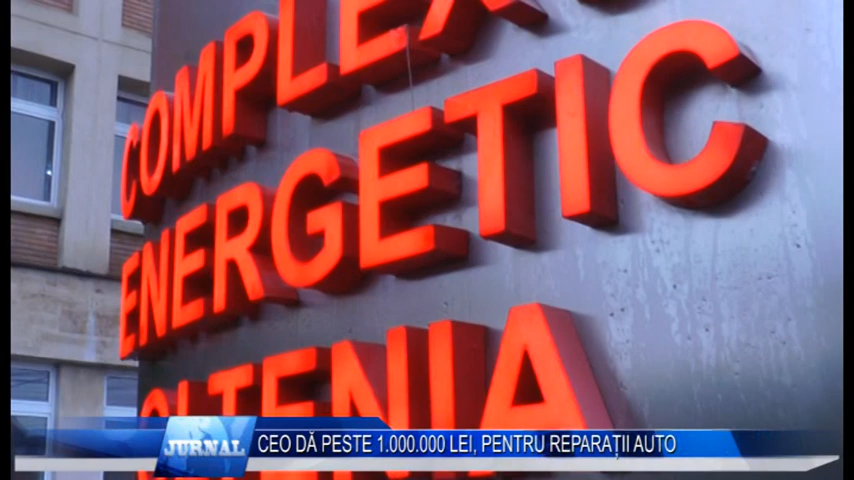 COMPLEX
ENERGETIC
OLTENIA
JURNAL
CEO DĂ PESTE 1.000.000 LEI, PENTRU REPARAȚII AUTO